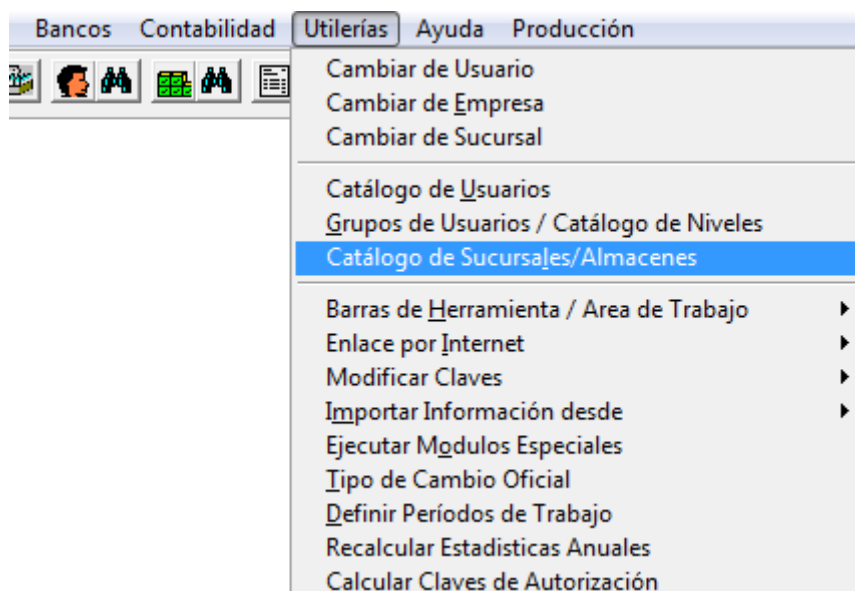 Bancos Contabilidad Utilerías Ayuda Producción
Cambiar de Usuario
Cambiar de Empresa
Cambiar de Sucursal
Catálogo de Usuarios
Grupos de Usuarios / Catálogo de Niveles
Catálogo de Sucursales/Almacenes
Barras de Herramienta / Area de Trabajo
Enlace por Internet
Modificar Claves
Importar Información desde
Ejecutar Modulos Especiales
Tipo de Cambio Oficial
Definir Períodos de Trabajo
Recalcular Estadisticas Anuales
Calcular Claves de Autorización